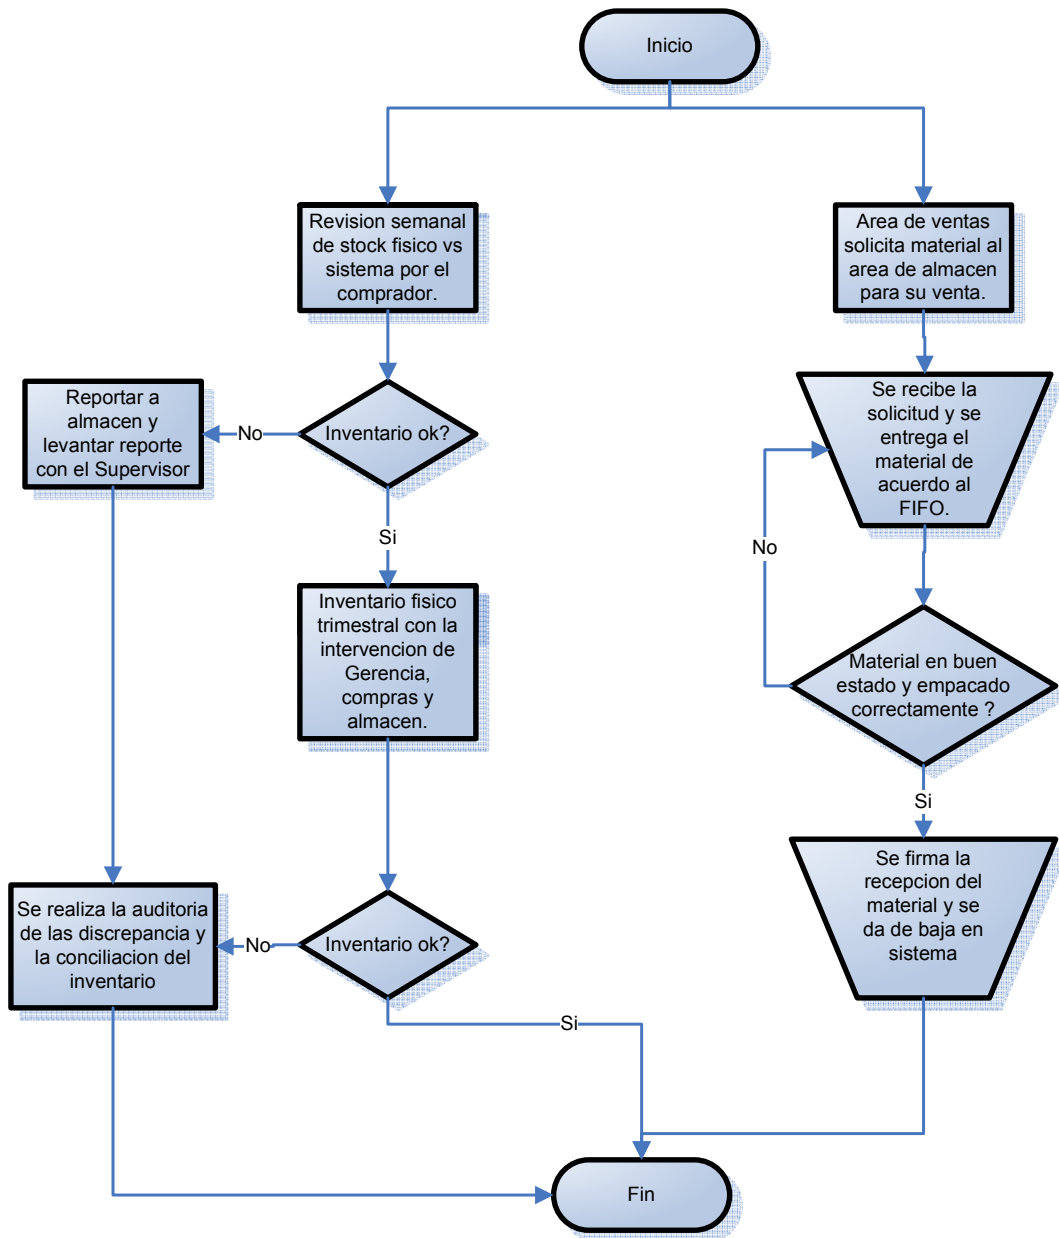 Inicio
Revision semanal
de stock fisico vs
sistema por el
comprador.
Area de ventas
solicita material al
area de almacen
para su venta.
Reportar a
almacen y
levantar reporte
con el Supervisor
No
Inventario ok?
Se recibe la
solicitud y se
entrega el
material de
acuerdo al
FIFO.
Si
No
Inventario fisico
trimestral con la
intervencion de
Gerencia,
compras y
almacen.
Material en buen
estado y empacado
correctamente ?
Si
Se realiza la auditoria
de las discrepancia y
la conciliacion del
inventario
No
Inventario ok?
Se firma la
recepcion del
material y se
da de baja en
sistema
Si
Fin